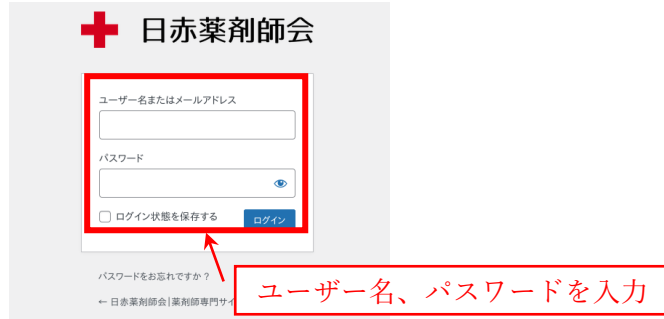 日赤薬剤師会
ユーザー名またはメールアドレス
パスワード
ログイン状態を保存する
ログイン
パスワードをお忘れですか ?
← 日赤薬剤師会|薬剤師専門サイ
ユーザー名、パスワードを入力